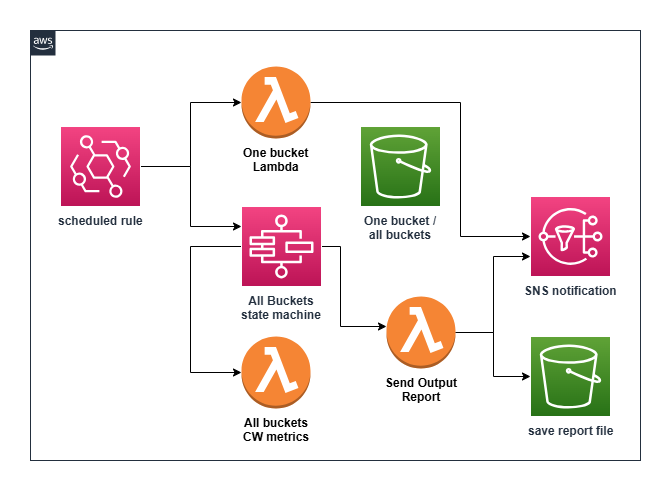 aws
One bucket
Lambda
scheduled rule
One bucket /
all buckets
All Buckets
state machine
SNS notification
Send Output
Report
All buckets
CW metrics
save report file